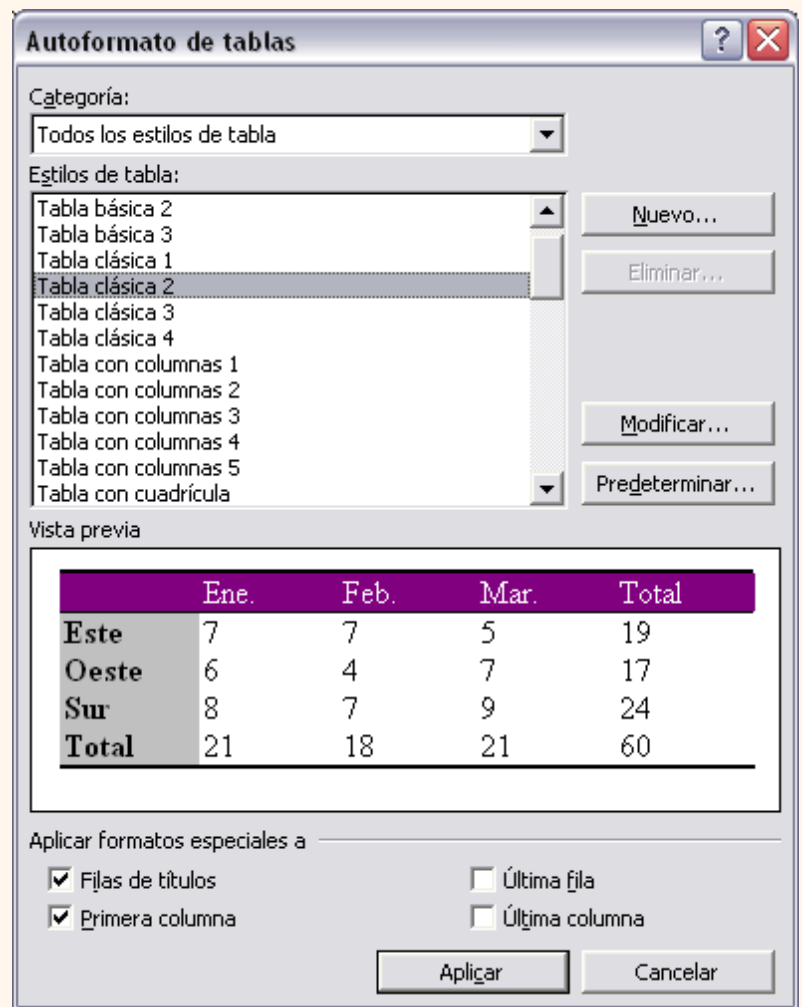 Autoformato de tablas
Categoría:
Todos los estilos de tabla
Estilos de tabla:
Tabla básica 2
Tabla básica 3
Tabla clásica 1
Tabla clásica 2
Tabla clásica 3
Tabla clásica 4
Tabla con columnas 1
Tabla con columnas 2
Tabla con columnas 3
Tabla con columnas 4
Tabla con columnas 5
Tabla con cuadrícula
Nuevo...
Eliminar...
Modificar...
Predeterminar...
Vista previa
Ene. Feb. Mar. Total
Este 7 7 5 19
Oeste 6 4 7 17
Sur 8 7 9 24
Total 21 18 21 60
Aplicar formatos especiales a
Filas de títulos
Última fila
Primera columna
Última columna
Aplicar
Cancelar